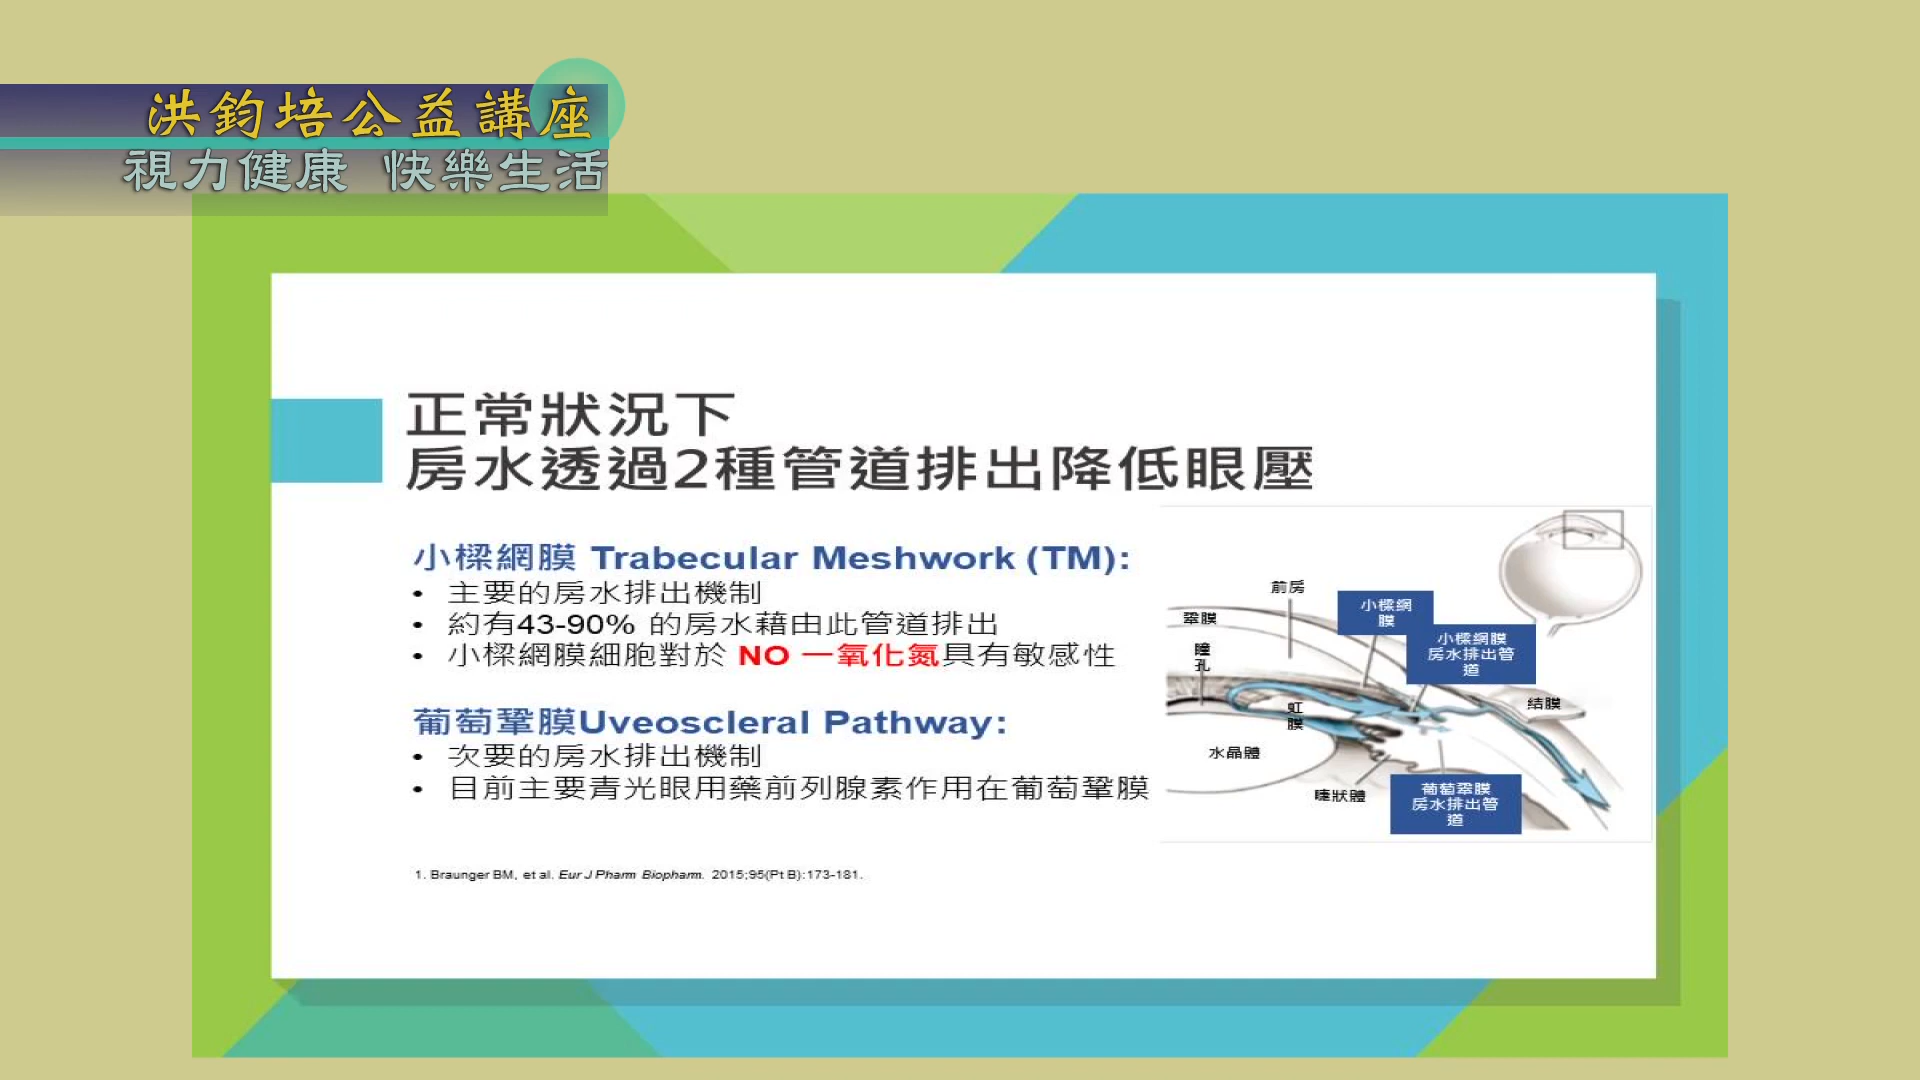 洪鈞培公益講座
視力健康 快樂生活
正常狀況下
房水透過2種管道排出降低眼壓
小樑網膜 Trabecular Meshwork (TM):
• 主要的房水排出機制
• 約有43-90% 的房水藉由此管道排出
• 小樑網膜細胞對於 NO 一氧化氮具有敏感性
葡萄鞏膜Uveoscleral Pathway:
• 次要的房水排出機制
• 目前主要青光眼用藥前列腺素作用在葡萄鞏膜
1. Braunger BM, et al. Eur J Pharm Biopharm. 2015;95(Pt B):173-181.
前房
鞏膜
瞳
孔
小樑網
膜
小樑網膜
房水排出管
道
結膜
虹
膜
水晶體
睫狀體
葡萄鞏膜
房水排出管
道